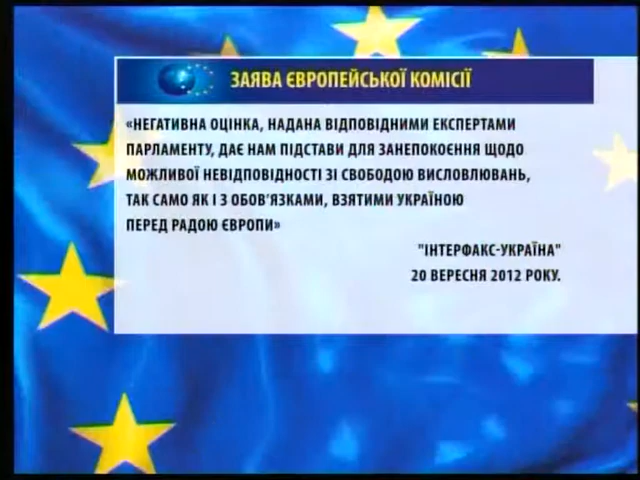 ЗАЯВА ЄВРОПЕЙСЬКОЇ КОМІСІЇ
«НЕГАТИВНА ОЦІНКА, НАДАНА ВІДПОВІДНИМИ ЕКСПЕРТАМИ
ПАРЛАМЕНТУ, ДАЄ НАМ ПІДСТАВИ ДЛЯ ЗАНЕПОКОЄННЯ ЩОДО
МОЖЛИВОЇ НЕВІДПОВІДНОСТІ ЗІ СВОБОДОЮ ВИСЛОВЛЮВАНЬ,
ТАК САМО ЯК І З ОБОВ'ЯЗКАМИ, ВЗЯТИМИ УКРАЇНОЮ
ПЕРЕД РАДОЮ ЄВРОПИ»
"ІНТЕРФАКС-УКРАЇНА"
20 ВЕРЕСНЯ 2012 РОКУ.